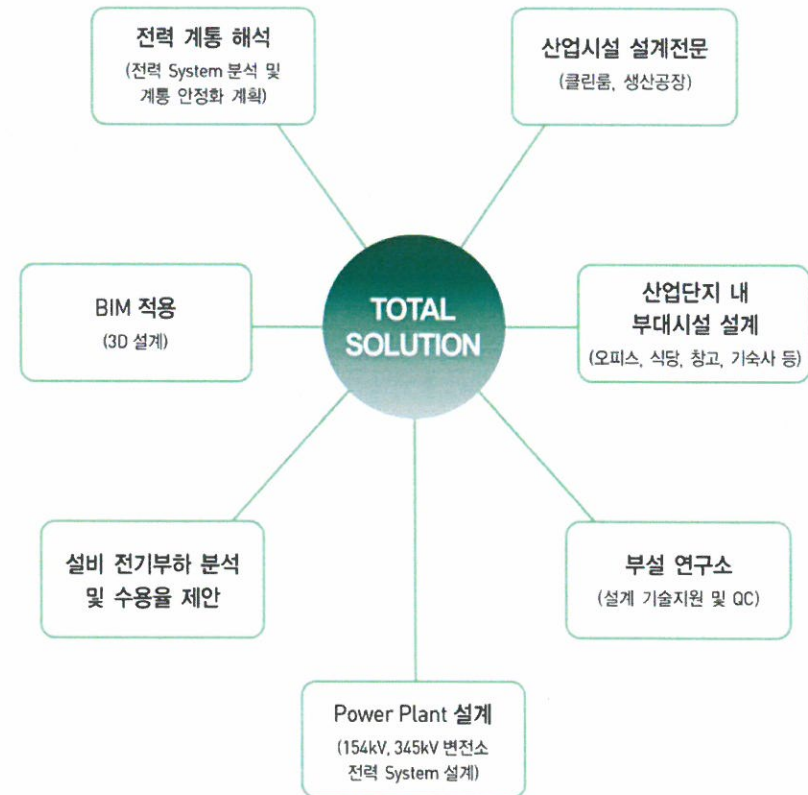 전력 계통 해석
(전력 System 분석 및
계통 안정화 계획)
산업시설 설계전문
(클린룸, 생산공장)
BIM 적용
(3D 설계)
TOTAL
SOLUTION
산업단지 내
부대시설 설계
(오피스, 식당, 창고, 기숙사 등)
설비 전기부하 분석
및 수용율 제안
부설 연구소
(설계 기술지원 및 QC)
Power Plant 설계
(154kV, 345kV 변전소
전력 System 설계)